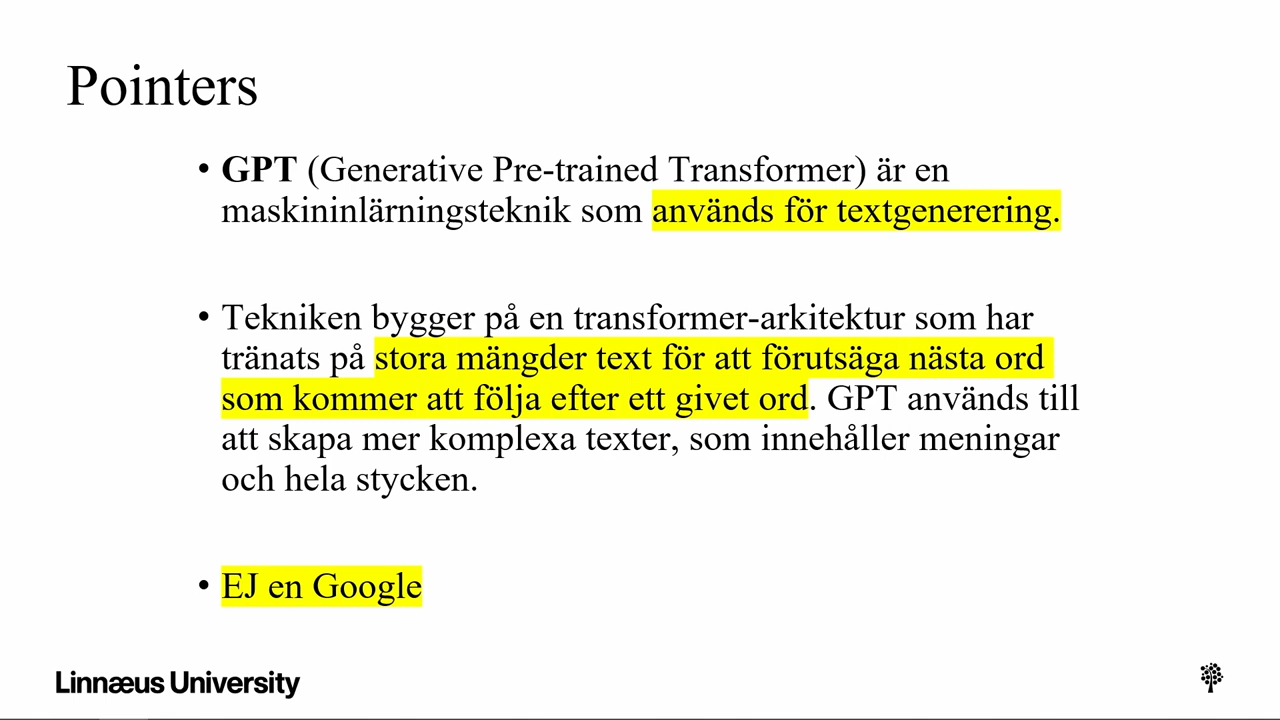 Pointers
• GPT (Generative Pre-trained Transformer) är en
maskininlärningsteknik som används för textgenerering.
• Tekniken bygger på en transformer-arkitektur som har
tränats på stora mängder text för att förutsäga nästa ord
som kommer att följa efter ett givet ord. GPT används till
att skapa mer komplexa texter, som innehåller meningar
och hela stycken.
• EJ en Google
Linnæus University